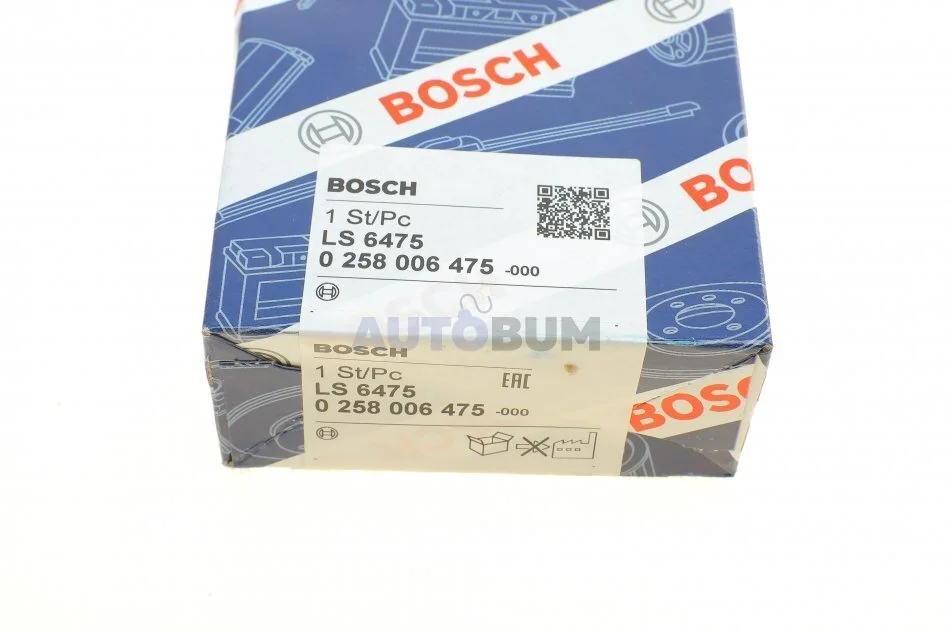 BOSCH
BOSCH
BOSCH
1 St/Pc
LS 6475
0 258 006 475 -000
AUTOBUM
BOSCH
1 St/Pc
EAC
LS 6475
0 258 006 475 -000
BOSC